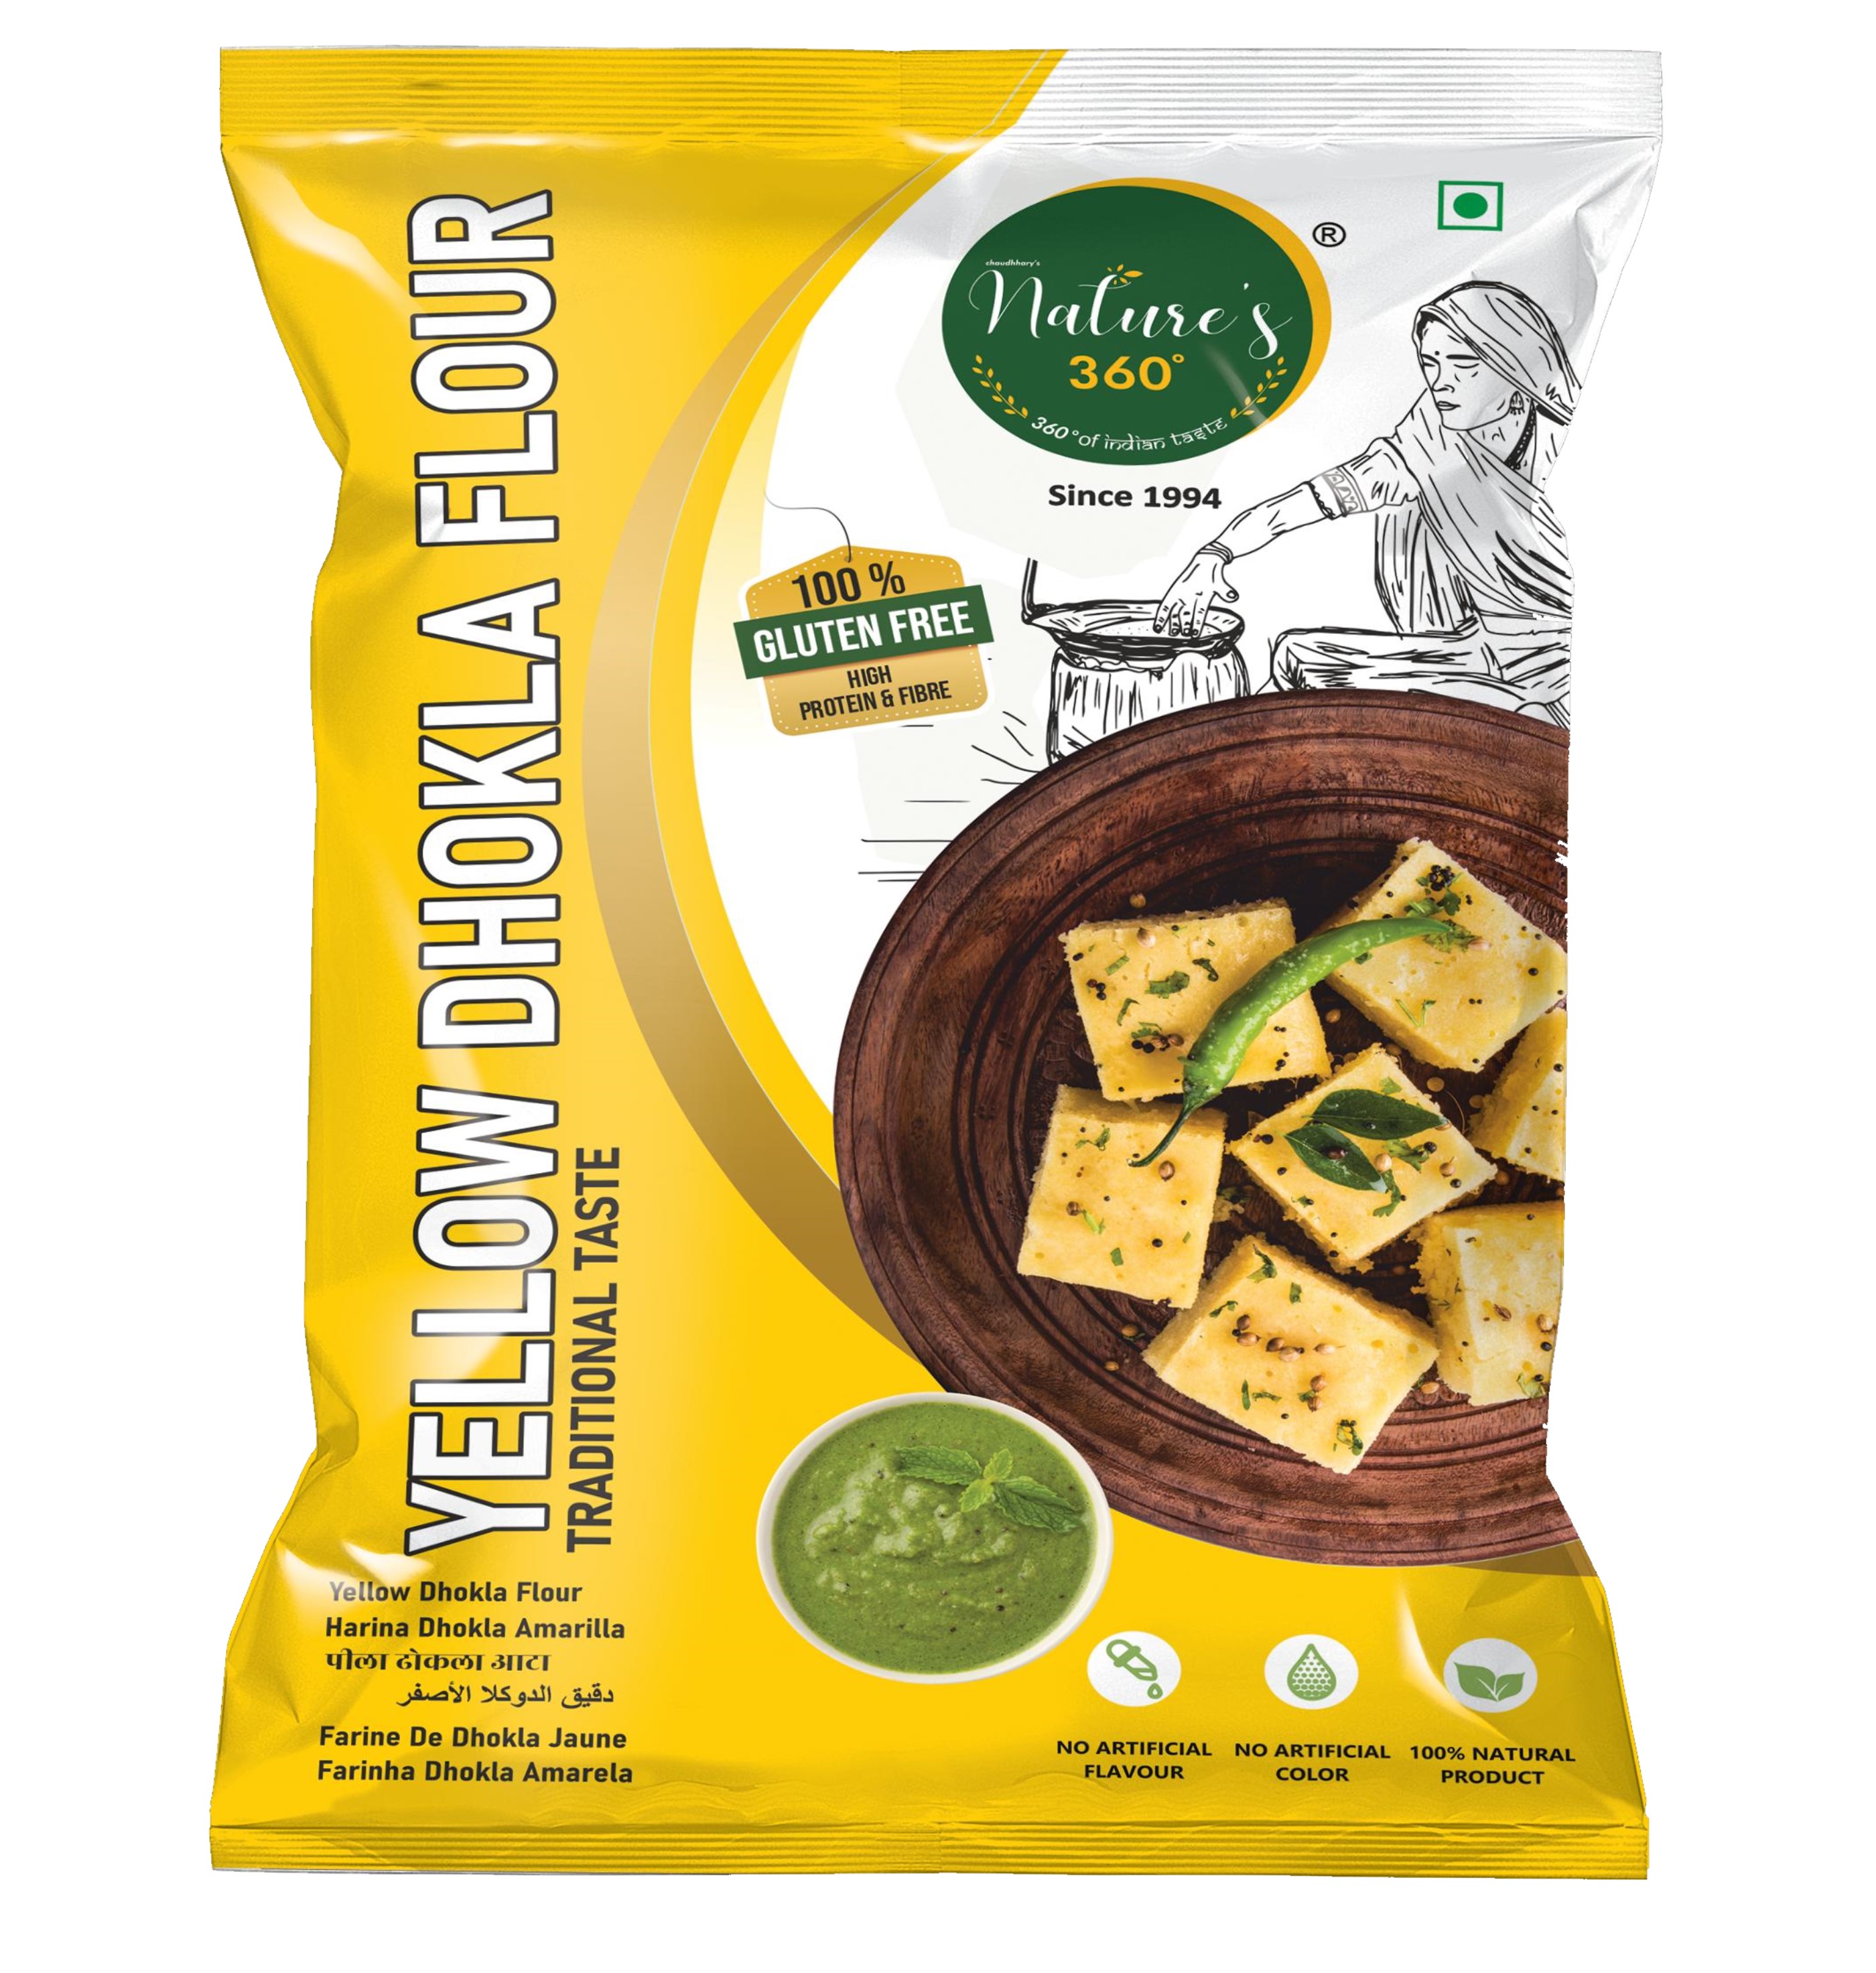 YELLOW DHOKLA FLOUR
TRADITIONAL TASTE
chaudhhary's
Nature's
360°
360° of indian taste
®
Since 1994
100 %
GLUTEN FREE
HIGH
PROTEIN & FIBRE
Yellow Dhokla Flour
Harina Dhokla Amarilla
पीला ढोकला आटा
دقيق الدوكلا الأصفر
Farine De Dhokla Jaune
Farinha Dhokla Amarela
NO ARTIFICIAL
FLAVOUR
NO ARTIFICIAL
COLOR
100% NATURAL
PRODUCT